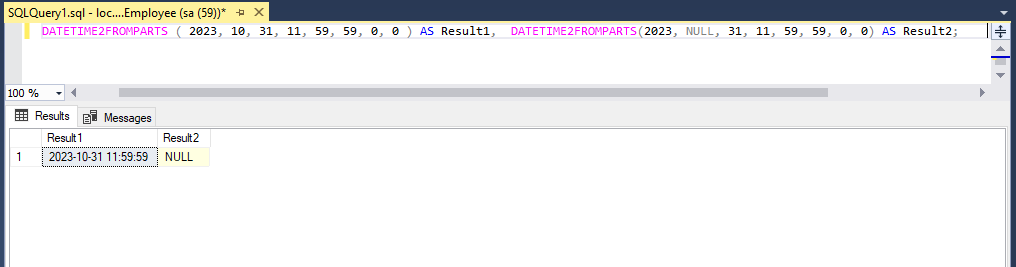 SQLQuery1.sql - loc....Employee (sa (59))*
DATETIME2FROMPARTS ( 2023, 10, 31, 11, 59, 59, 0, 0 ) AS Result1,  DATETIME2FROMPARTS(2023, NULL, 31, 11, 59, 59, 0, 0) AS Result2;
100 %
Results Messages
Result1 Result2
1 2023-10-31 11:59:59 NULL